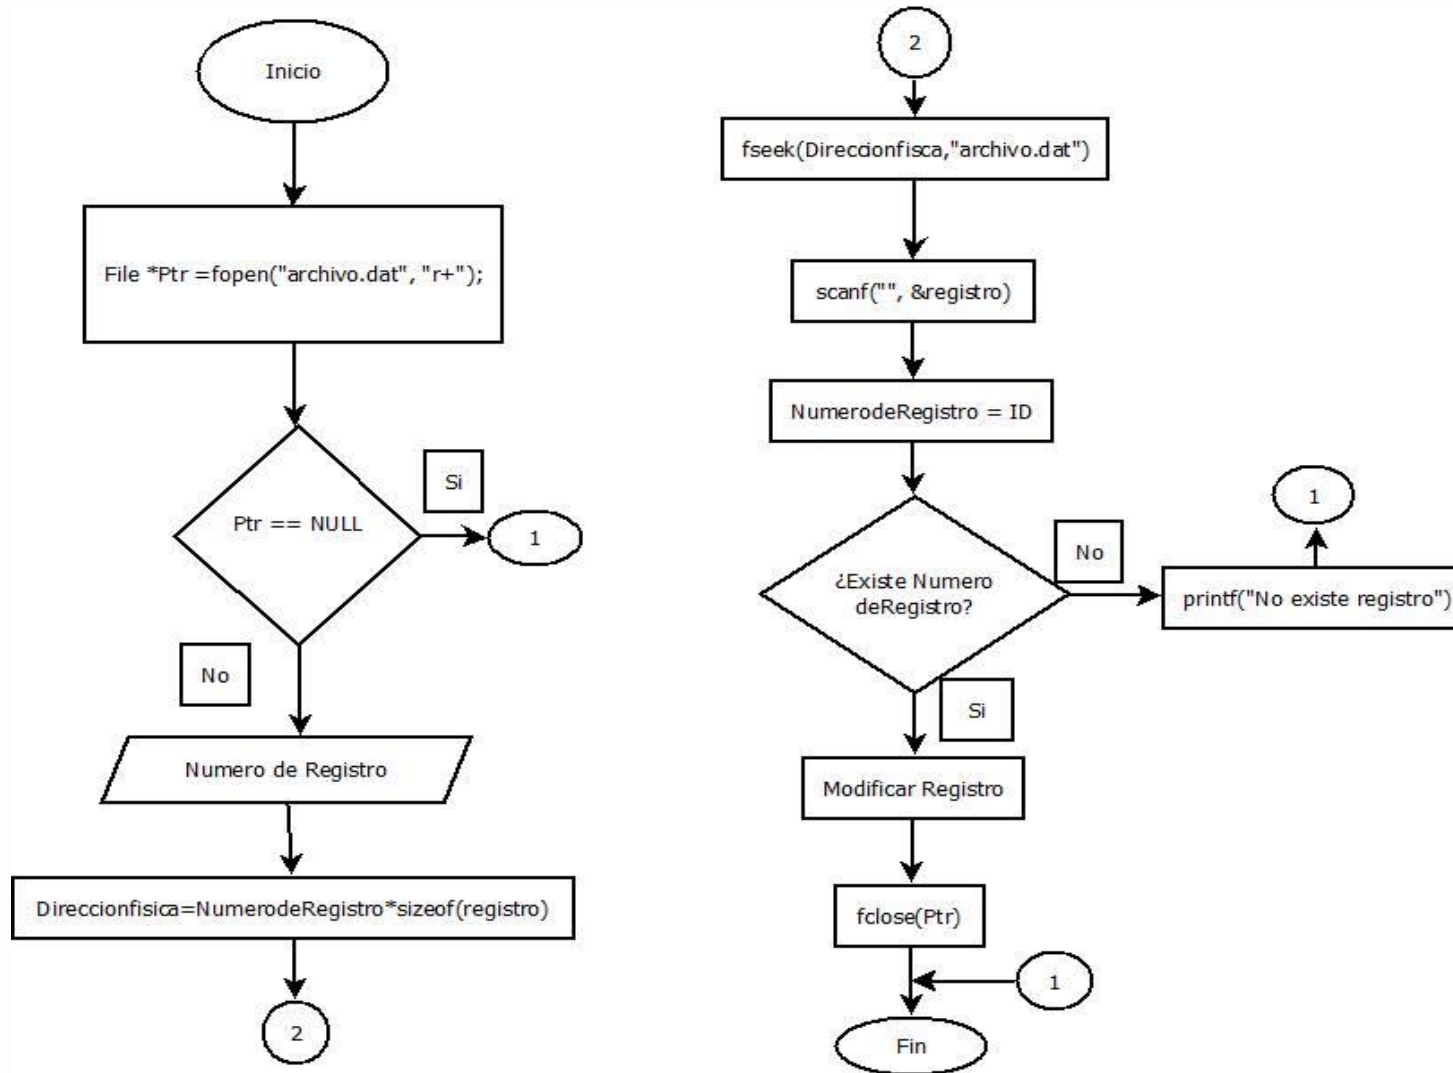 Inicio
File *Ptr =fopen("archivo.dat", "r+");
Ptr == NULL
Si
1
No
Numero de Registro
Direccionfisica=NumerodeRegistro*sizeof(registro)
2
2
fseek(Direccionfisca,"archivo.dat")
scanf("", &registro)
NumerodeRegistro = ID
¿Existe Numero
deRegistro?
No
printf("No existe registro")
1
Si
Modificar Registro
fclose(Ptr)
1
Fin